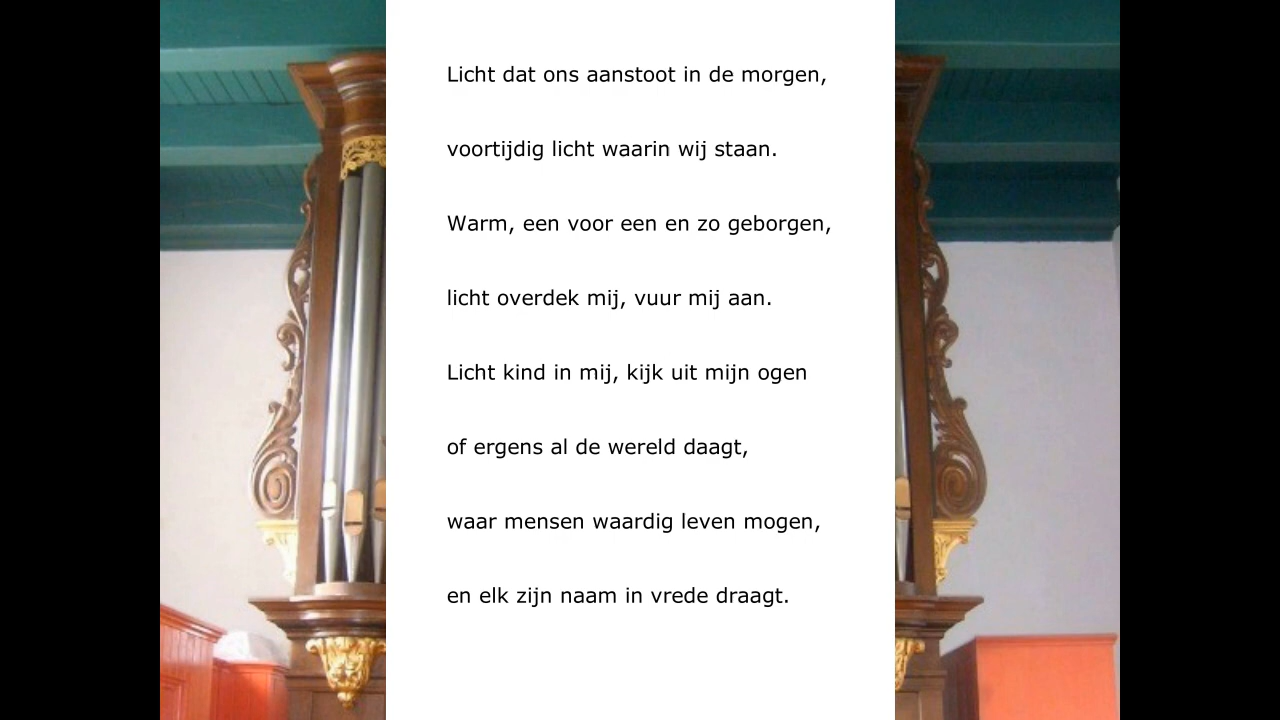 Licht dat ons aanstoot in de morgen,
voortijdig licht waarin wij staan.
Warm, een voor een en zo geborgen,
licht overdek mij, vuur mij aan.
Licht kind in mij, kijk uit mijn ogen
of ergens al de wereld daagt,
waar mensen waardig leven mogen,
en elk zijn naam in vrede draagt.